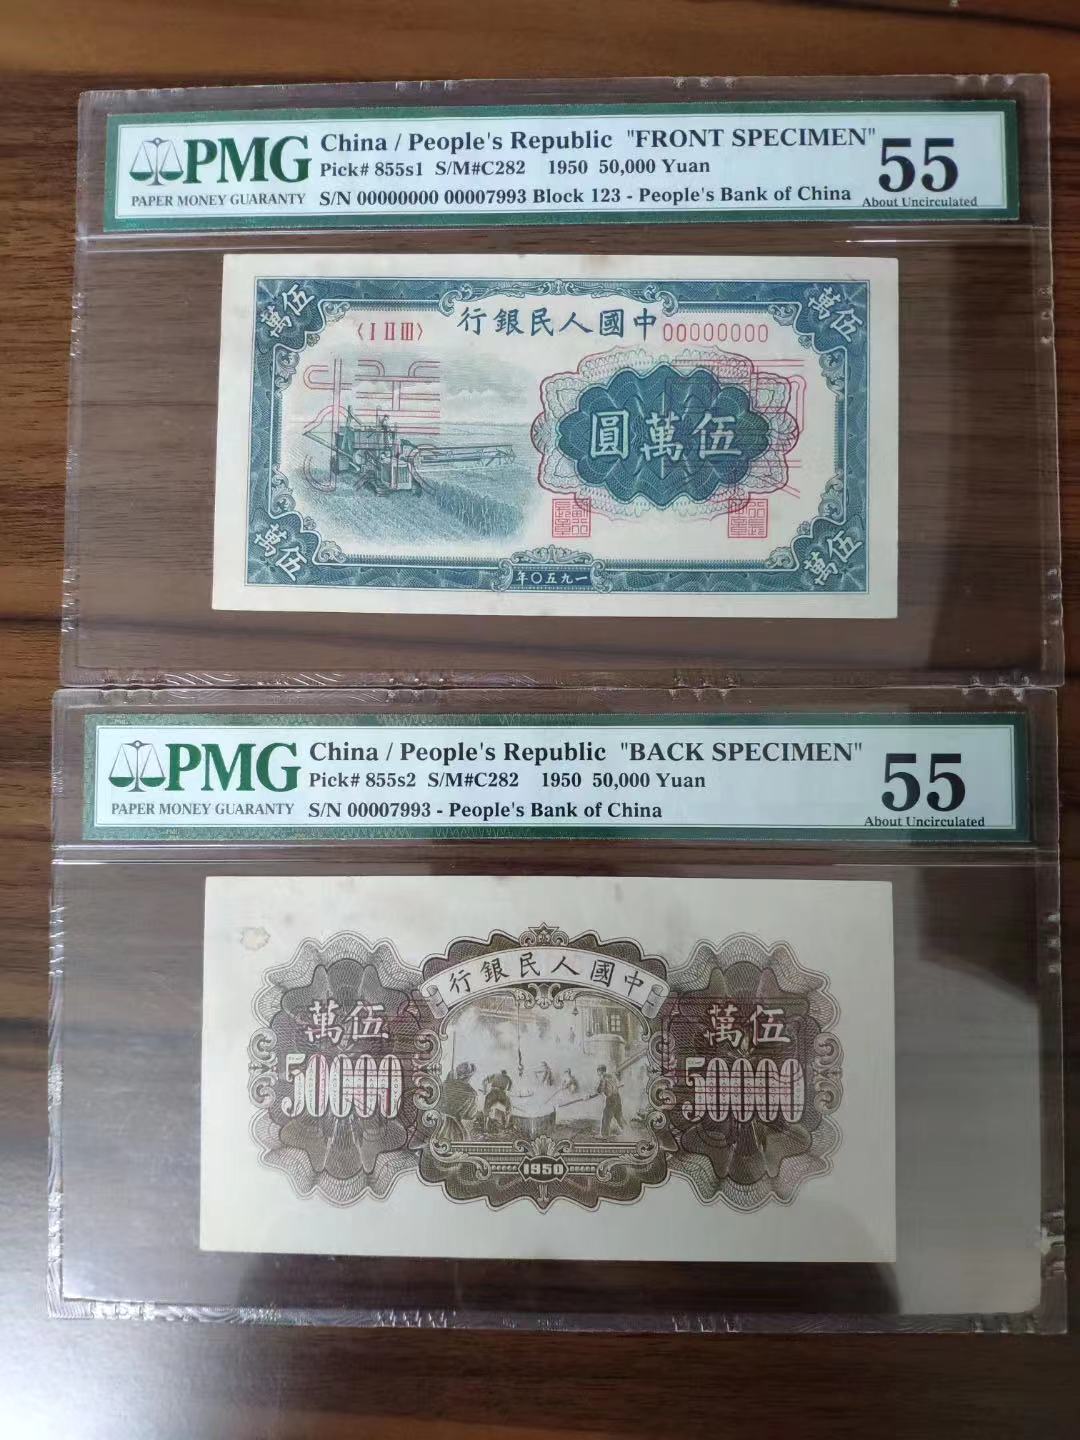 PMG
PAPER MONEY GUARANTY
China / People's Republic "FRONT SPECIMEN"
Pick# 855s1 S/M#C282 1950 50,000 Yuan
S/N 00000000 00007993 Block 123 - People's Bank of China
55
About Uncirculated
伍萬
伍萬
〈I II III〉
行銀民人國中
00000000
圓萬伍
伍萬
年〇五九一
伍萬
PMG
PAPER MONEY GUARANTY
China / People's Republic "BACK SPECIMEN"
Pick# 855s2 S/M#C282 1950 50,000 Yuan
S/N 00007993 - People's Bank of China
55
About Uncirculated
行銀民人國中
萬伍
50000
萬伍
50000
1950